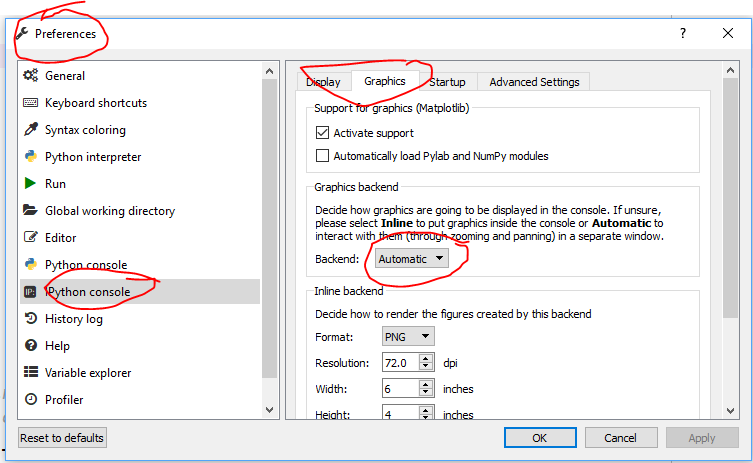 Preferences
?
General
Keyboard shortcuts
Syntax coloring
Python interpreter
Run
Global working directory
Editor
Python console
IPython console
History log
Help
Variable explorer
Profiler
Display Graphics Startup Advanced Settings
Support for graphics (Matplotlib)
Activate support
Automatically load Pylab and NumPy modules
Graphics backend
Decide how graphics are going to be displayed in the console. If unsure,
please select Inline to put graphics inside the console or Automatic to
interact with them (through zooming and panning) in a separate window.
Backend: Automatic
Inline backend
Decide how to render the figures created by this backend
Format: PNG
Resolution: 72.0 dpi
Width: 6 inches
Height: 4 inches
Reset to defaults OK Cancel Apply